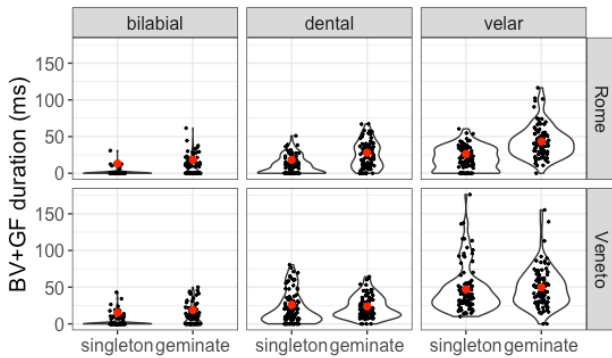 bilabial dental velar
BV+GF duration (ms)
150
100
50
0
Rome
150
100
50
0
Veneto
singleton geminate singleton geminate singleton geminate